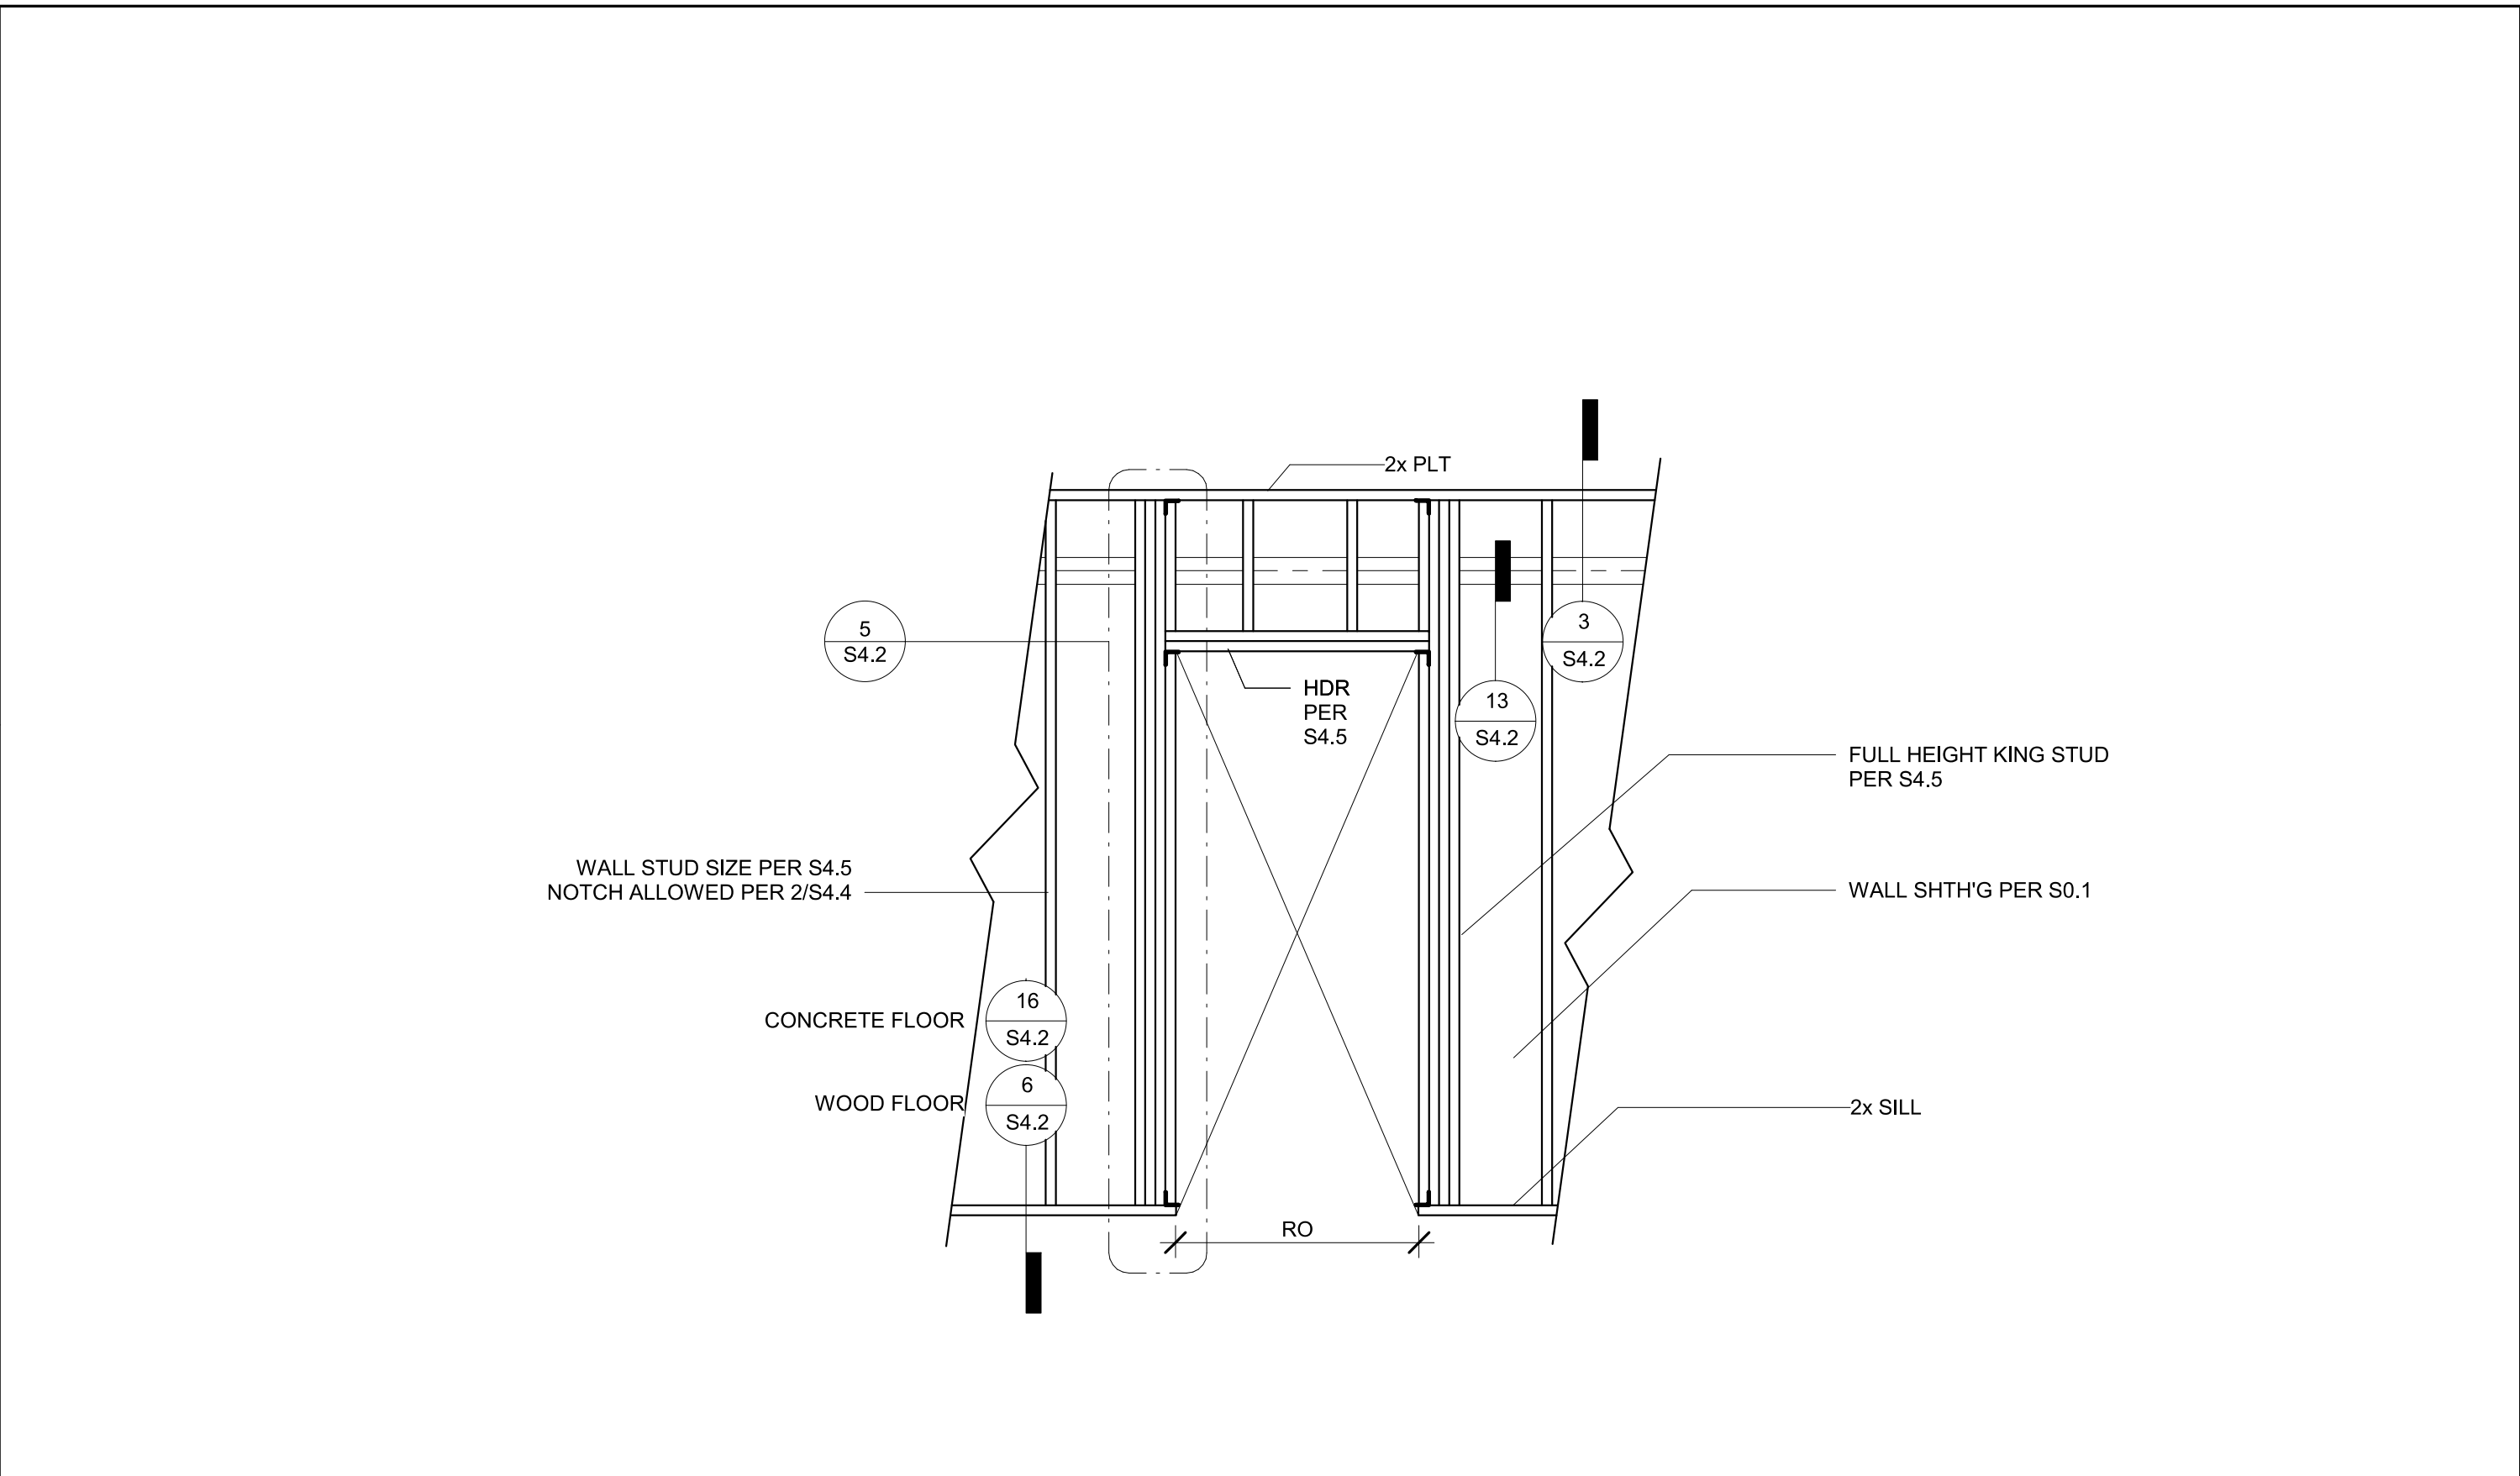 2x PLT
5
S4.2
3
S4.2
HDR
PER
S4.5
13
S4.2
FULL HEIGHT KING STUD
PER S4.5
WALL STUD SIZE PER S4.5
NOTCH ALLOWED PER 2/S4.4
WALL SHTH'G PER S0.1
CONCRETE FLOOR
16
S4.2
WOOD FLOOR
6
S4.2
2x SILL
RO